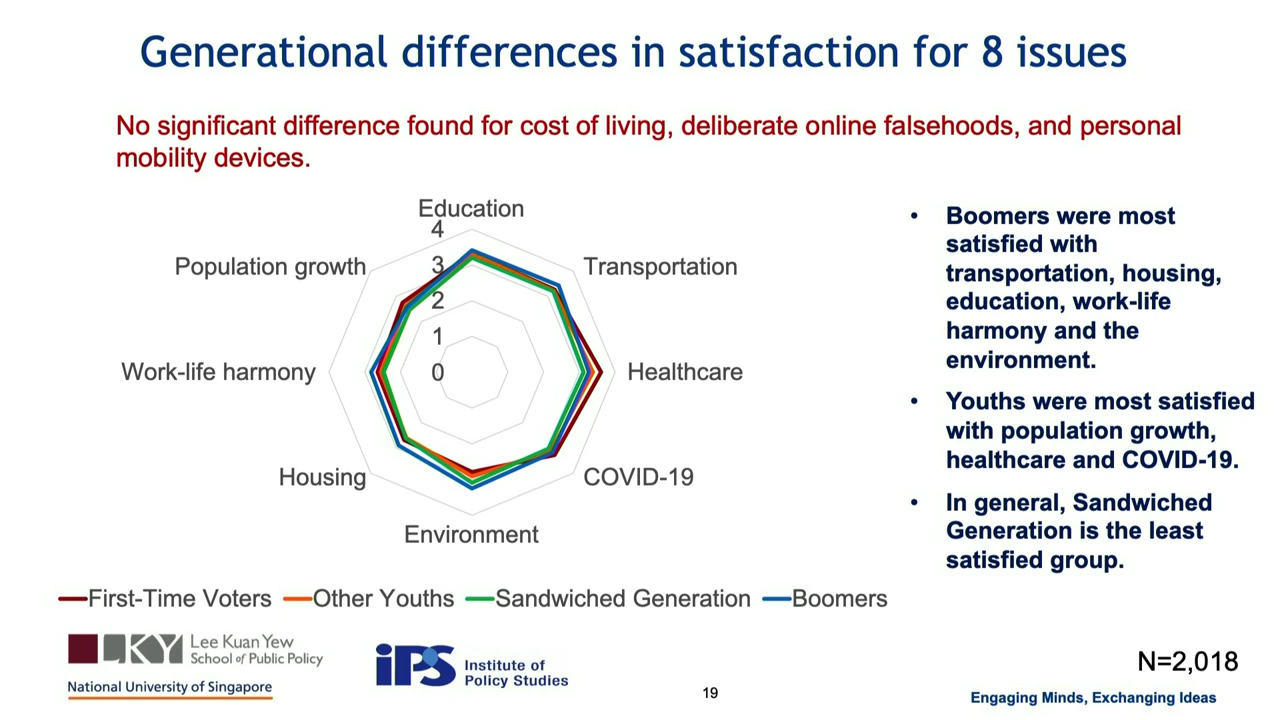 Generational differences in satisfaction for 8 issues
No significant difference found for cost of living, deliberate online falsehoods, and personal
mobility devices.
Education
4
Population growth
3
Transportation
2
1
Work-life harmony
0
Healthcare
Housing
COVID-19
Environment
First-Time Voters
Other Youths
Sandwiched Generation
Boomers
• Boomers were most
satisfied with
transportation, housing,
education, work-life
harmony and the
environment.
• Youths were most satisfied
with population growth,
healthcare and COVID-19.
• In general, Sandwiched
Generation is the least
satisfied group.
LKY
Lee Kuan Yew
School of Public Policy
National University of Singapore
iPS
Institute of
Policy Studies
19
N=2,018
Engaging Minds, Exchanging Ideas